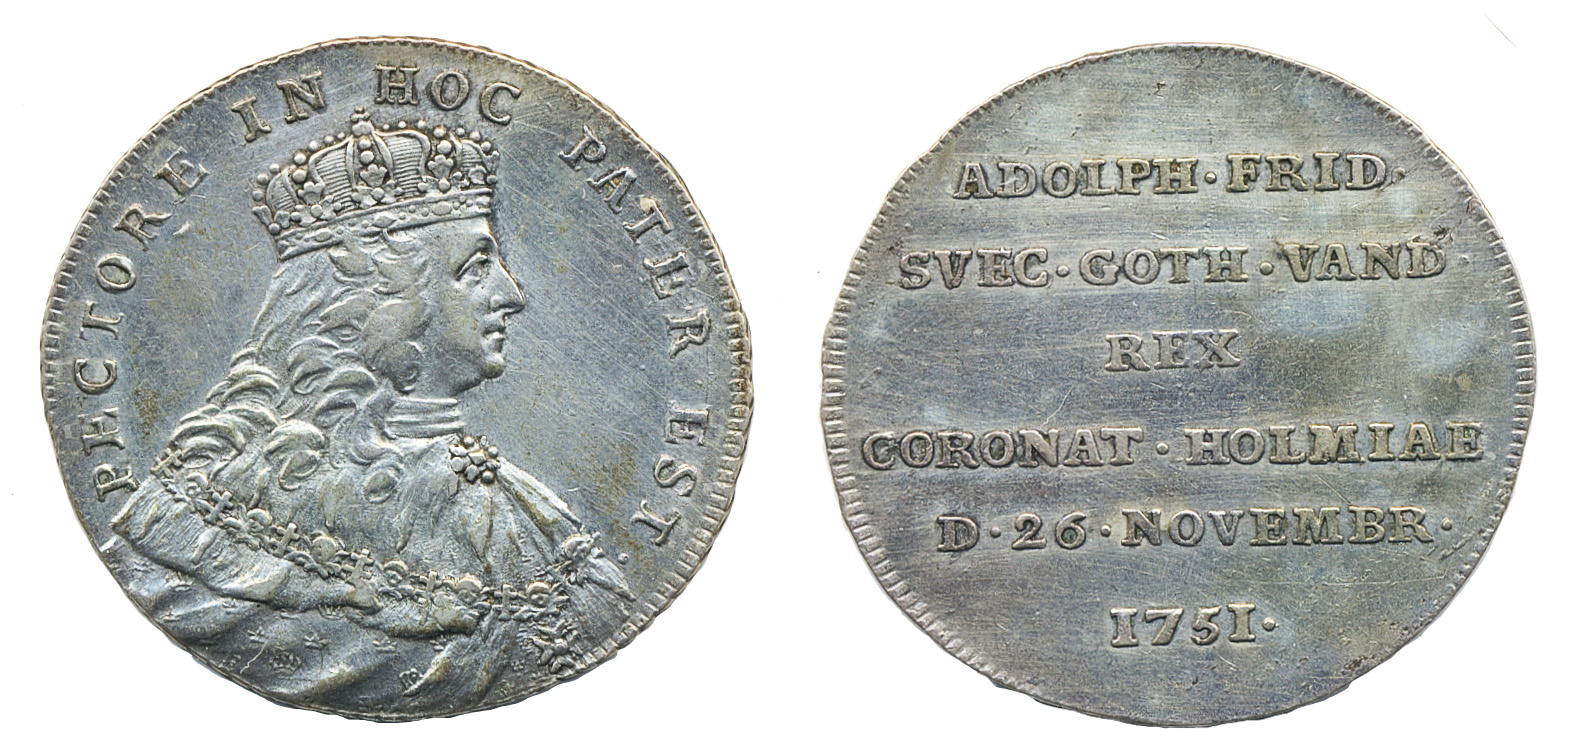 PECTORE IN HOC PATER EST.
ADOLPH·FRID·
SVEC·GOTH·VAND
REX
CORONAT·HOLMIAE
D·26·NOVEMBR·
1751·